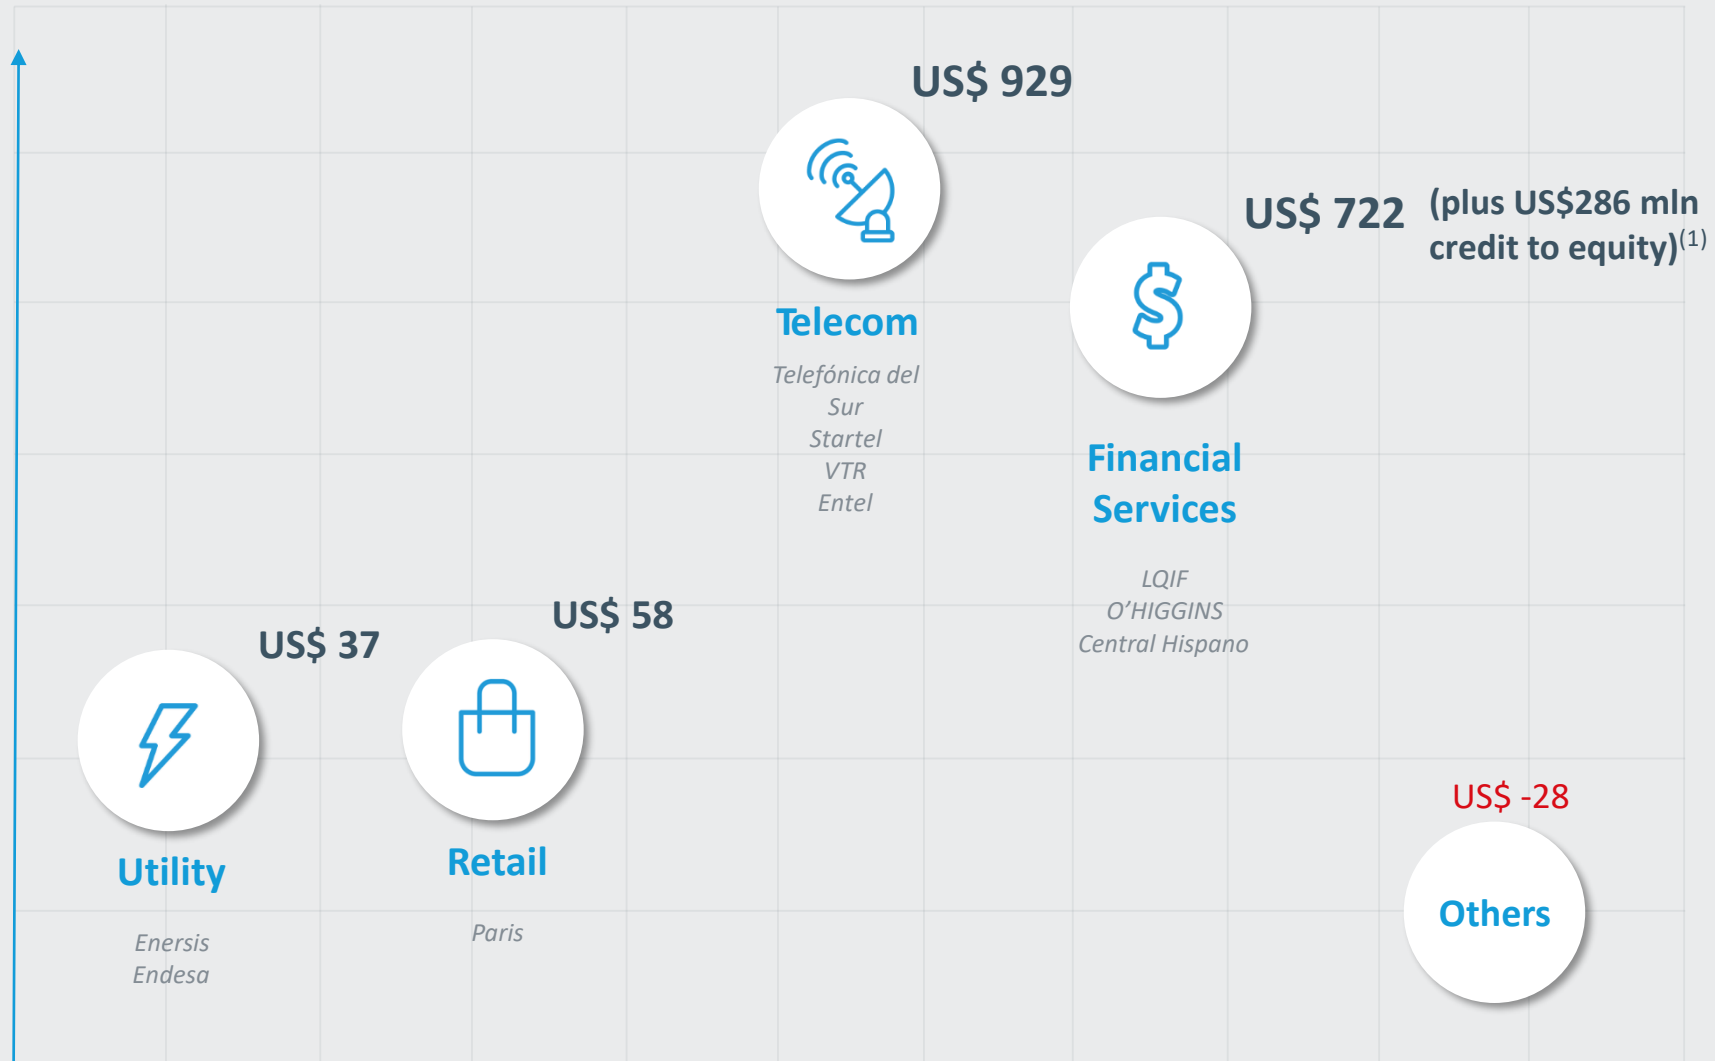 US$ 929
Telecom
Telefónica del
Sur
Startel
VTR
Entel
US$ 722
(plus US$286 mln
credit to equity)(1)
Financial
Services
LQIF
O’HIGGINS
Central Hispano
US$ 37
Utility
Enersis
Endesa
US$ 58
Retail
Paris
US$ -28
Others